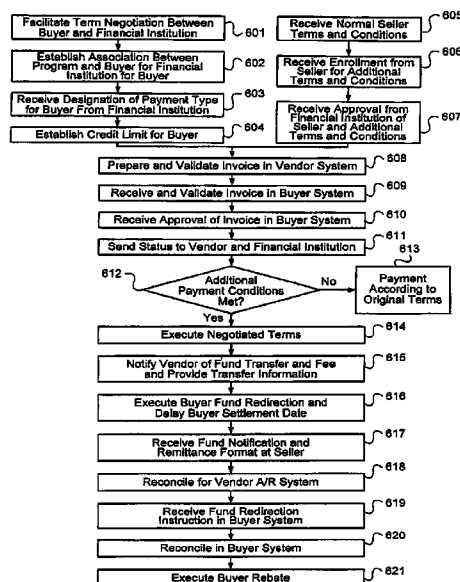 Facilitate Term Negotiation Between
Buyer and Financial Institution
601
Establish Association Between
Program and Buyer for Financial
Institution for Buyer
602
Receive Designation of Payment Type
for Buyer From Financial Institution
603
Establish Credit Limit for Buyer
604
Receive Normal Seller
Terms and Conditions
605
Receive Enrollment from
Seller for Additional
Terms and Conditions
606
Receive Approval from
Financial Institution of
Seller and Additional
Terms and Conditions
607
Prepare and Validate Invoice in Vendor System
608
Receive and Validate Invoice in Buyer System
609
Receive Approval of Invoice in Buyer System
610
Send Status to Vendor and Financial Institution
611
612
Additional
Payment Conditions
Met?
No
613
Payment
According to
Original Terms
Yes
Execute Negotiated Terms
614
Notify Vendor of Fund Transfer and Fee
and Provide Transfer Information
615
Execute Buyer Fund Redirection and
Delay Buyer Settlement Date
616
Receive Fund Notification and
Remittance Format at Seller
617
Reconcile for Vendor A/R System
618
Receive Fund Redirection
Instruction in Buyer System
619
Reconcile in Buyer System
620
Execute Buyer Rebate
621